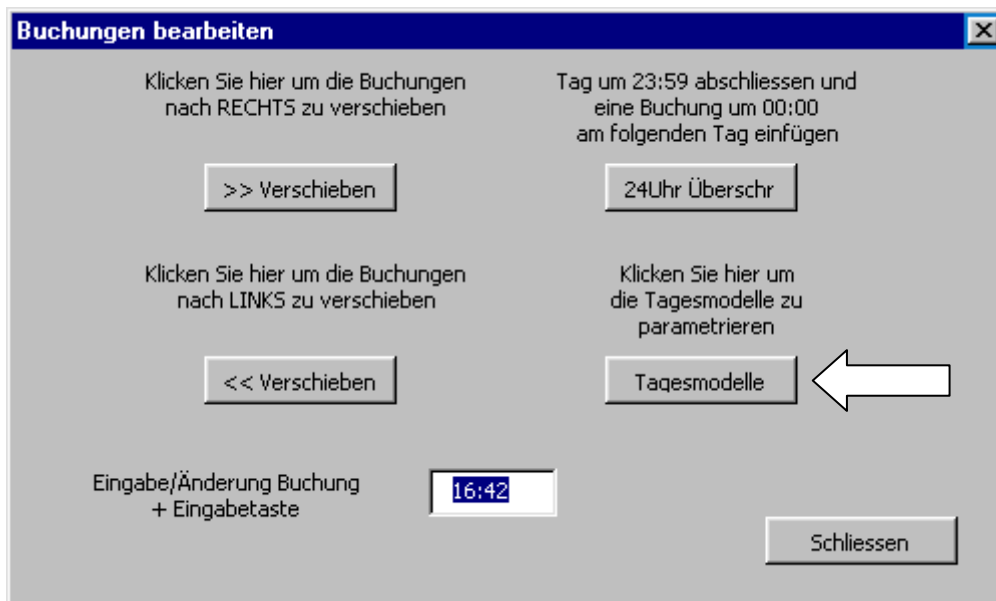 Buchungen bearbeiten
Klicken Sie hier um die Buchungen
nach RECHTS zu verschieben
>> Verschieben
Tag um 23:59 abschliessen und
eine Buchung um 00:00
am folgenden Tag einfügen
24Uhr Überschr
Klicken Sie hier um die Buchungen
nach LINKS zu verschieben
<< Verschieben
Klicken Sie hier um
die Tagesmodelle zu
parametrieren
Tagesmodelle
Eingabe/Änderung Buchung
+ Eingabetaste
16:42
Schliessen